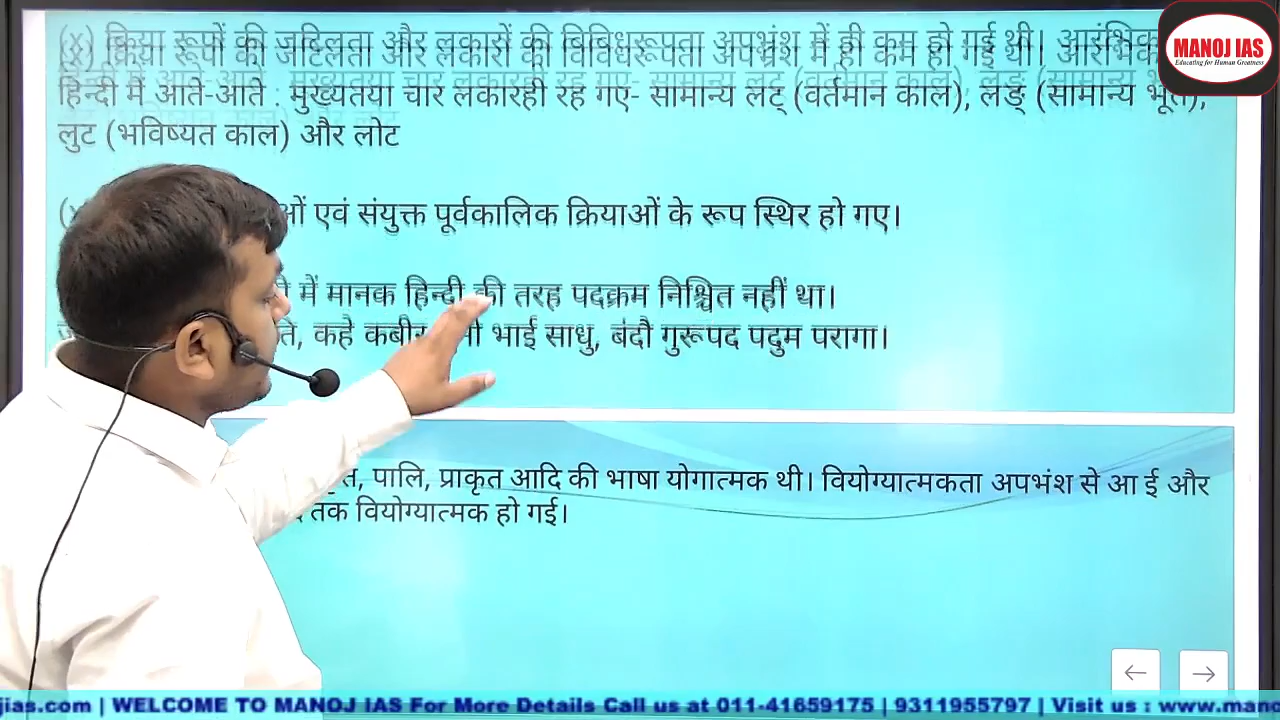 (x) क्रिया रूपों की जटिलता और लकारों की विविधरूपता अपभ्रंश में ही कम हो गई थी। आरंभिक
हिन्दी में आते-आते : मुख्यतया चार लकारही रह गए- सामान्य लट् (वर्तमान काल), लङ् (सामान्य भूत),
लुट (भविष्यत काल) और लोट
एवं संयुक्त पूर्वकालिक क्रियाओं के रूप स्थिर हो गए।
में मानक हिन्दी की तरह पदक्रम निश्चित नहीं था।
कहे कबीर भाई साधु, बंदौ गुरूपद पदुम परागा।
पालि, प्राकृत आदि की भाषा योगात्मक थी। वियोग्यात्मकता अपभंश से आ ई और
तक वियोग्यात्मक हो गई।
MANOJ IAS
Educating for Human Greatness
jias.com | WELCOME TO MANOJ IAS For More Details Call us at 011-41659175 | 9311955797 | Visit us : www.mano